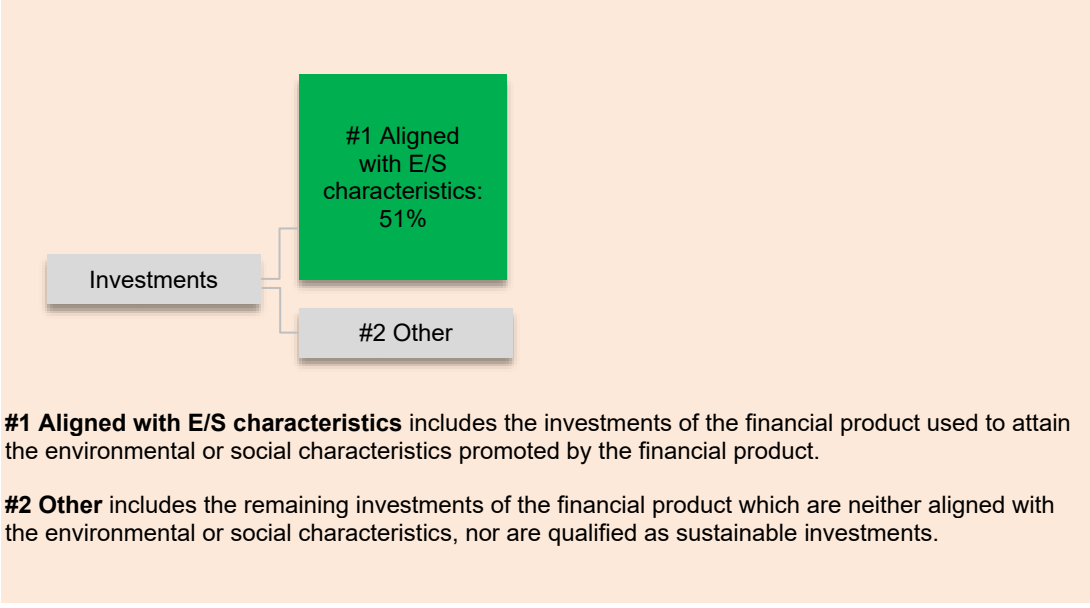 #1 Aligned
with E/S
characteristics:
51%
Investments
#2 Other
#1 Aligned with E/S characteristics includes the investments of the financial product used to attain
the environmental or social characteristics promoted by the financial product.
#2 Other includes the remaining investments of the financial product which are neither aligned with
the environmental or social characteristics, nor are qualified as sustainable investments.